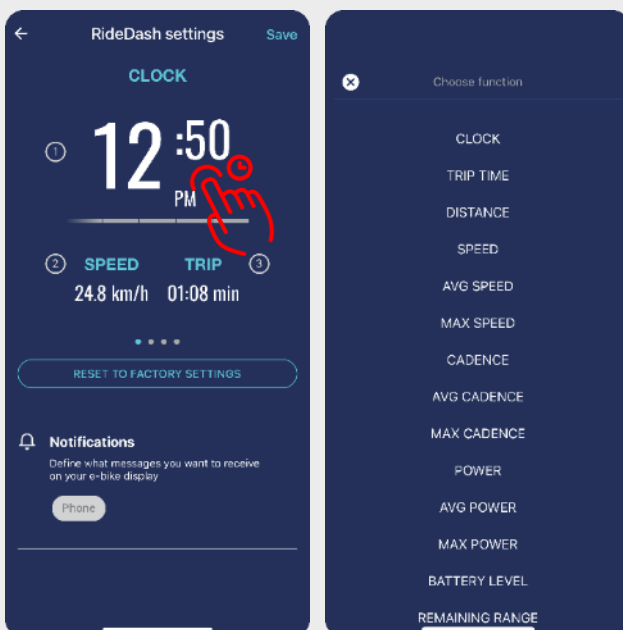 RideDash settings
Save
CLOCK
1
12 :50
PM
2 SPEED TRIP 3
24.8 km/h 01:08 min
RESET TO FACTORY SETTINGS
Notifications
Define what messages you want to receive
on your e-bike display
Phone
Choose function
CLOCK
TRIP TIME
DISTANCE
SPEED
AVG SPEED
MAX SPEED
CADENCE
AVG CADENCE
MAX CADENCE
POWER
AVG POWER
MAX POWER
BATTERY LEVEL
REMAINING RANGE